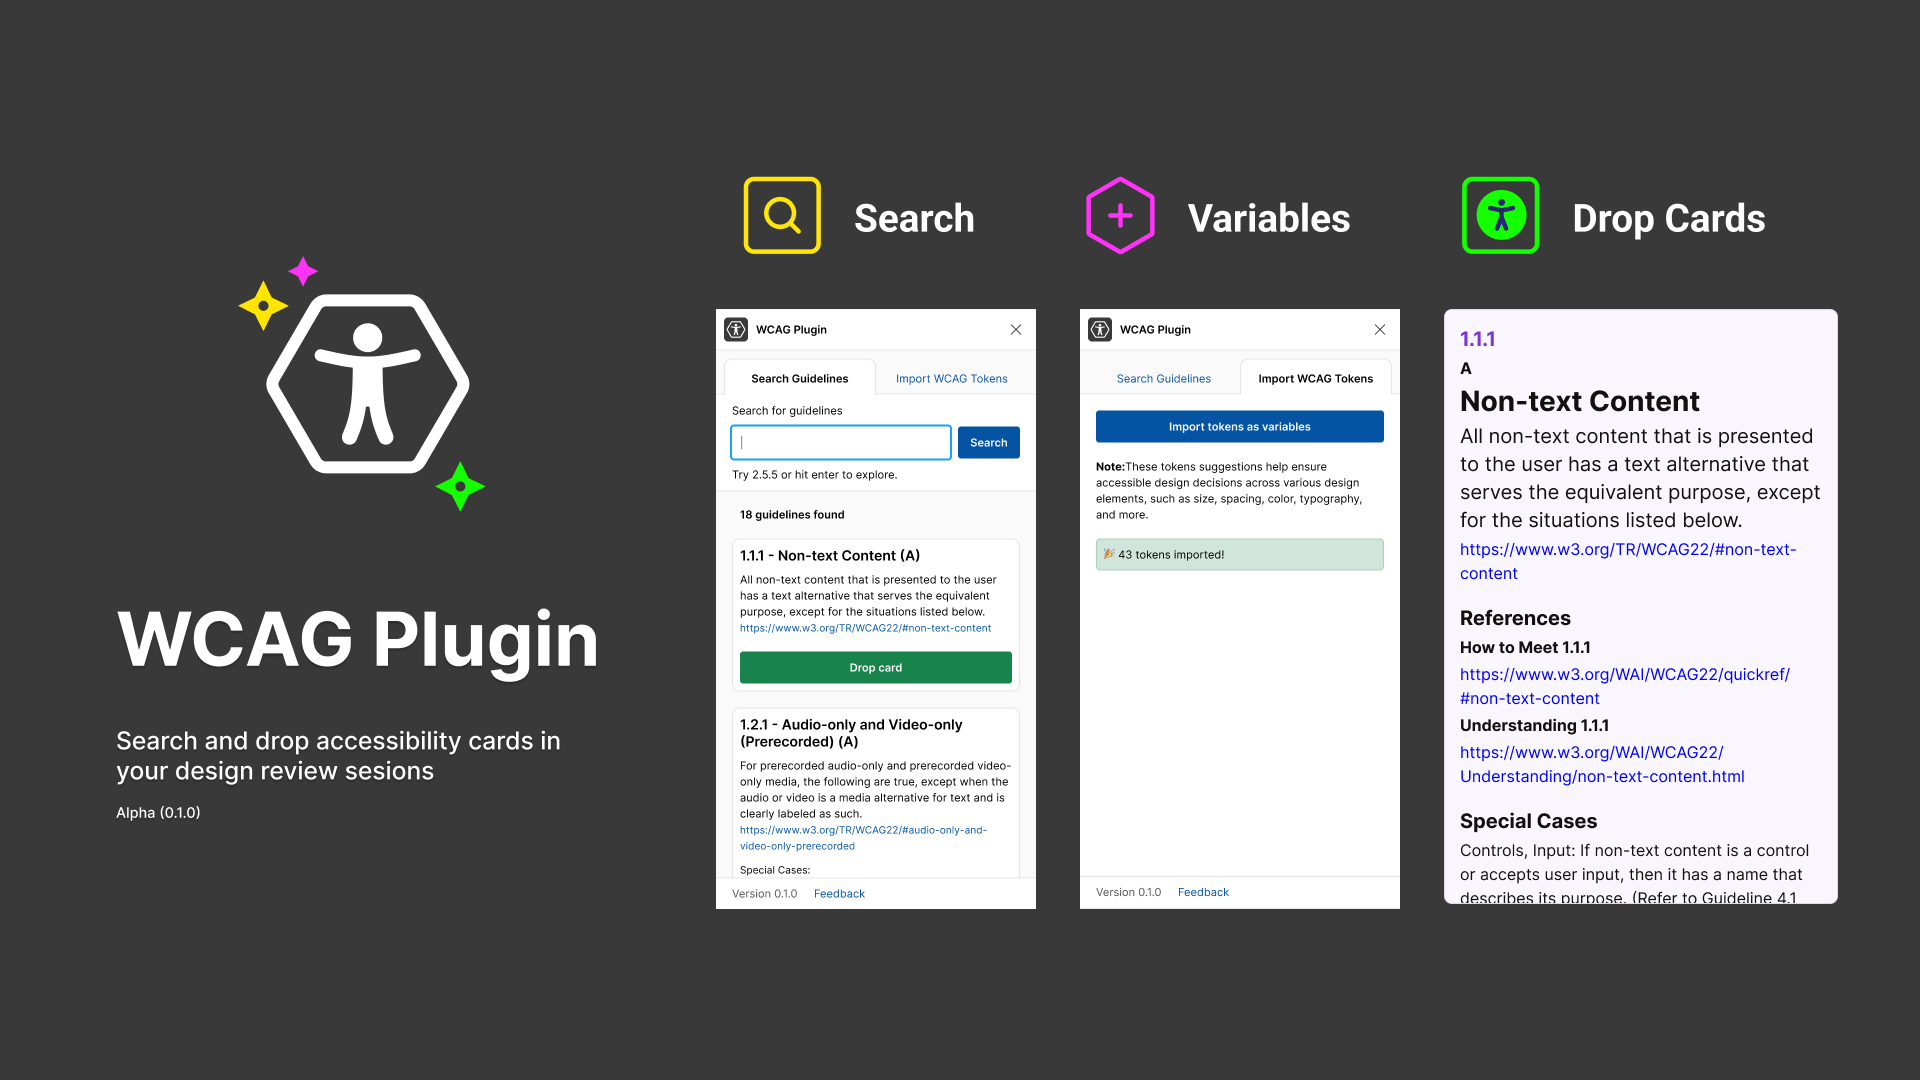 WCAG Plugin
Search and drop accessibility cards in
your design review sesions
Alpha (0.1.0)
Search
WCAG Plugin
Search Guidelines
Import WCAG Tokens
Search for guidelines
Search
Try 2.5.5 or hit enter to explore.
18 guidelines found
1.1.1 - Non-text Content (A)
All non-text content that is presented to the user
has a text alternative that serves the equivalent
purpose, except for the situations listed below.
https://www.w3.org/TR/WCAG22/#non-text-content
Drop card
1.2.1 - Audio-only and Video-only
(Prerecorded) (A)
For prerecorded audio-only and prerecorded video-
only media, the following are true, except when the
audio or video is a media alternative for text and is
clearly labeled as such.
https://www.w3.org/TR/WCAG22/#audio-only-and-
video-only-prerecorded
Special Cases:
Version 0.1.0
Feedback
Variables
WCAG Plugin
Search Guidelines
Import WCAG Tokens
Import tokens as variables
Note:These tokens suggestions help ensure
accessible design decisions across various design
elements, such as size, spacing, color, typography,
and more.
🎉 43 tokens imported!
Version 0.1.0
Feedback
Drop Cards
1.1.1
A
Non-text Content
All non-text content that is presented
to the user has a text alternative that
serves the equivalent purpose, except
for the situations listed below.
https://www.w3.org/TR/WCAG22/#non-text-
content
References
How to Meet 1.1.1
https://www.w3.org/WAI/WCAG22/quickref/
#non-text-content
Understanding 1.1.1
https://www.w3.org/WAI/WCAG22/
Understanding/non-text-content.html
Special Cases
Controls, Input: If non-text content is a control
or accepts user input, then it has a name that
describes its purpose. (Refer to Guideline 4.1